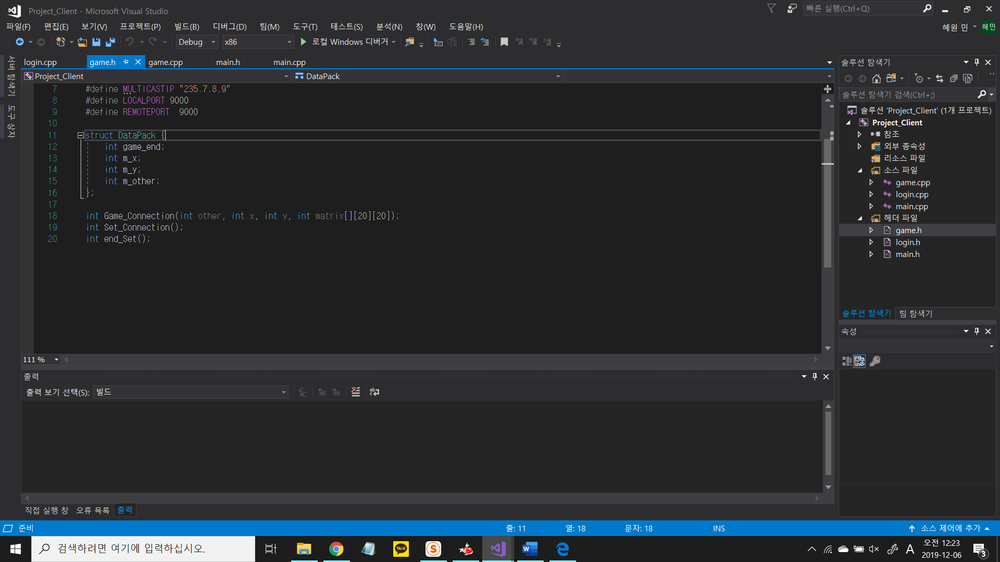 Project_Client - Microsoft Visual Studio
빠른 실행(Ctrl+Q)
파일(F) 편집(E) 보기(V) 프로젝트(P) 빌드(B) 디버그(D) 팀(M) 도구(T) 테스트(S) 분석(N) 창(W) 도움말(H)
혜원 민 혜민
Debug x86 로컬 Windows 디버거
서버 탐색기
도구 상자
login.cpp game.h game.cpp main.h main.cpp
Project_Client DataPack
7 #define MULTICASTIP "235.7.8.9"
8 #define LOCALPORT 9000
9 #define REMOTEPORT  9000
10
11 struct DataPack {
12 int game_end;
13 int m_x;
14 int m_y;
15 int m_other;
16 };
17
18 int Game_Connection(int other, int x, int y, int matrix[][20][20]);
19 int Set_Connection();
20 int end_Set();
111 %
출력
출력 보기 선택(S): 빌드
직접 실행 창 오류 목록 출력
솔루션 탐색기
솔루션 탐색기 검색(Ctrl+;)
솔루션 'Project_Client' (1개 프로젝트)
Project_Client
참조
외부 종속성
리소스 파일
소스 파일
game.cpp
login.cpp
main.cpp
헤더 파일
game.h
login.h
main.h
솔루션 탐색기 팀 탐색기
속성
준비 줄: 11 열: 18 문자: 18 INS 소스 제어에 추가
검색하려면 여기에 입력하십시오.
TALK
S
A
오전 12:23
2019-12-06
3